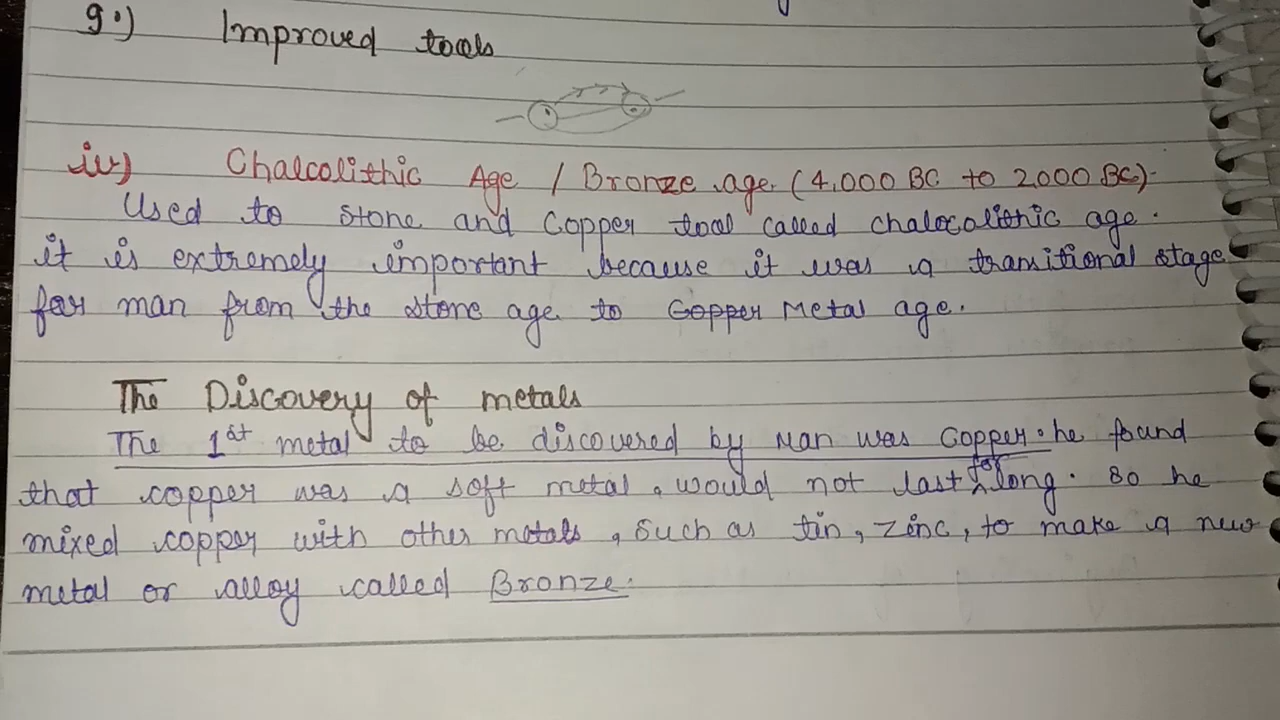 g.) Improved tools
iv) Chalcolithic Age / Bronze age (4,000 BC to 2000 BC)-
Used to stone and Copper tool called chalocolithic age.
it is extremely important because it was a transitional stage
for man from the stone age to Copper Metal age.
The Discovery of metals
The 1st metal to be discovered by Man was Copper. he found
that copper was a soft metal, would not last for long. so he
mixed copper with other metals, such as tin, zinc, to make a new
metal or alloy called Bronze.